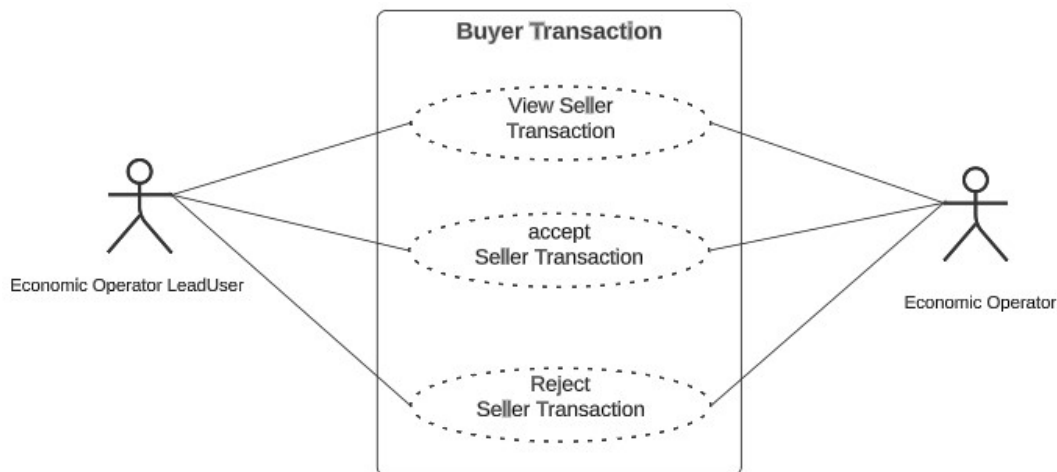 Buyer Transaction
View Seller
Transaction
accept
Seller Transaction
Economic Operator LeadUser
Economic Operator
Reject
Seller Transaction